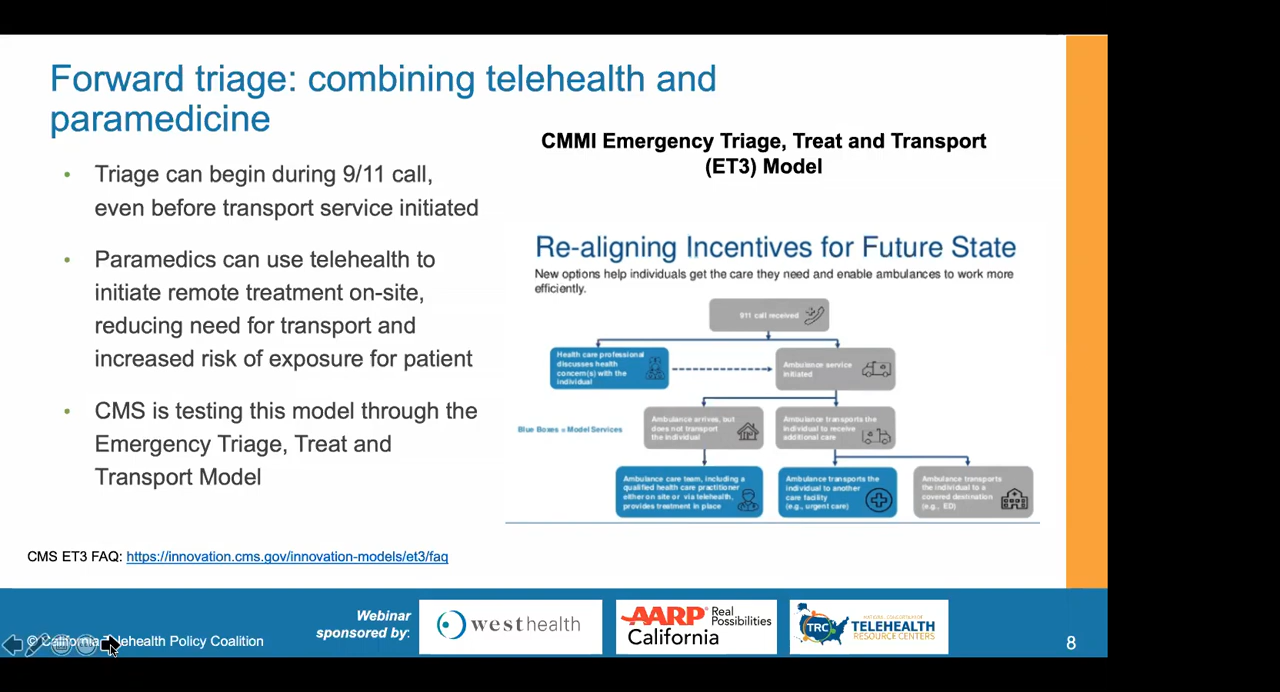 Forward triage: combining telehealth and
paramedicine
• Triage can begin during 9/11 call,
even before transport service initiated
• Paramedics can use telehealth to
initiate remote treatment on-site,
reducing need for transport and
increased risk of exposure for patient
• CMS is testing this model through the
Emergency Triage, Treat and
Transport Model
CMMI Emergency Triage, Treat and Transport
(ET3) Model
Re-aligning Incentives for Future State
New options help individuals get the care they need and enable ambulances to work more
efficiently.
911 call received
Health care professional
discusses health
concern(s) with the
individual
Ambulance service
initiated
Ambulance arrives, but
does not transport
the individual
Ambulance transports the
individual to receive
additional care
Blue Boxes = Model Services
Ambulance care team, including a
qualified health care practitioner
either on site or via telehealth,
provides treatment in place
Ambulance transports the
individual to another
care facility
(e.g., urgent care)
Ambulance transports
the individual to a
covered destination
(e.g., ED)
CMS ET3 FAQ: https://innovation.cms.gov/innovation-models/et3/faq
Webinar
sponsored by:
westhealth
AARP® Real
Possibilities
California
TRC
NATIONAL CONSORTIUM OF
TELEHEALTH
RESOURCE CENTERS
© California Telehealth Policy Coalition
8